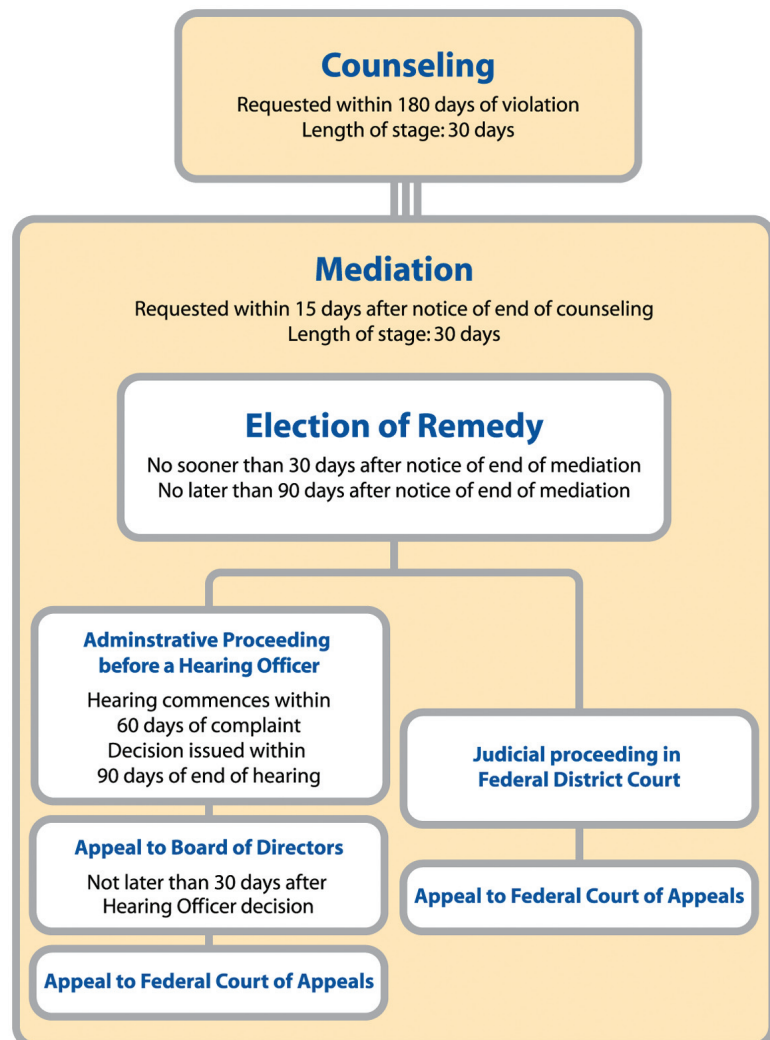 Counseling
Requested within 180 days of violation
Length of stage: 30 days
Mediation
Requested within 15 days after notice of end of counseling
Length of stage: 30 days
Election of Remedy
No sooner than 30 days after notice of end of mediation
No later than 90 days after notice of end of mediation
Adminstrative Proceeding
before a Hearing Officer
Hearing commences within
60 days of complaint
Decision issued within
90 days of end of hearing
Appeal to Board of Directors
Not later than 30 days after
Hearing Officer decision
Appeal to Federal Court of Appeals
Judicial proceeding in
Federal District Court
Appeal to Federal Court of Appeals